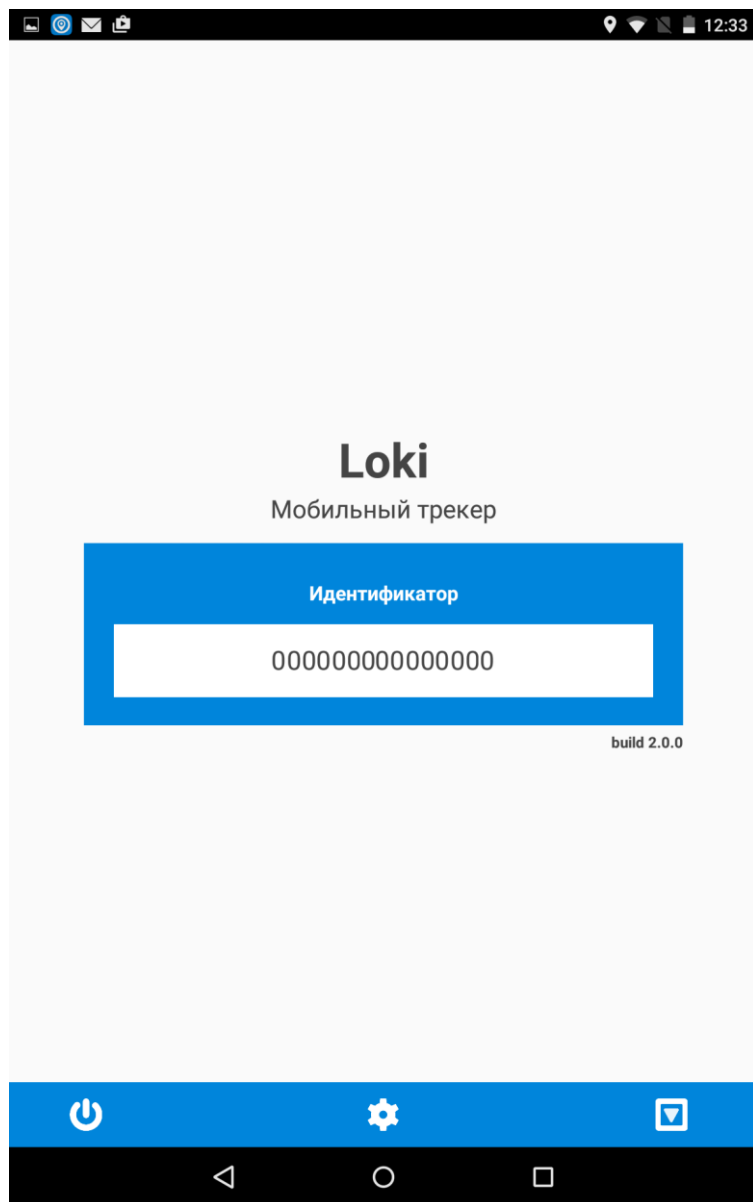 12:33
Loki
Мобильный трекер
Идентификатор
000000000000000
build 2.0.0